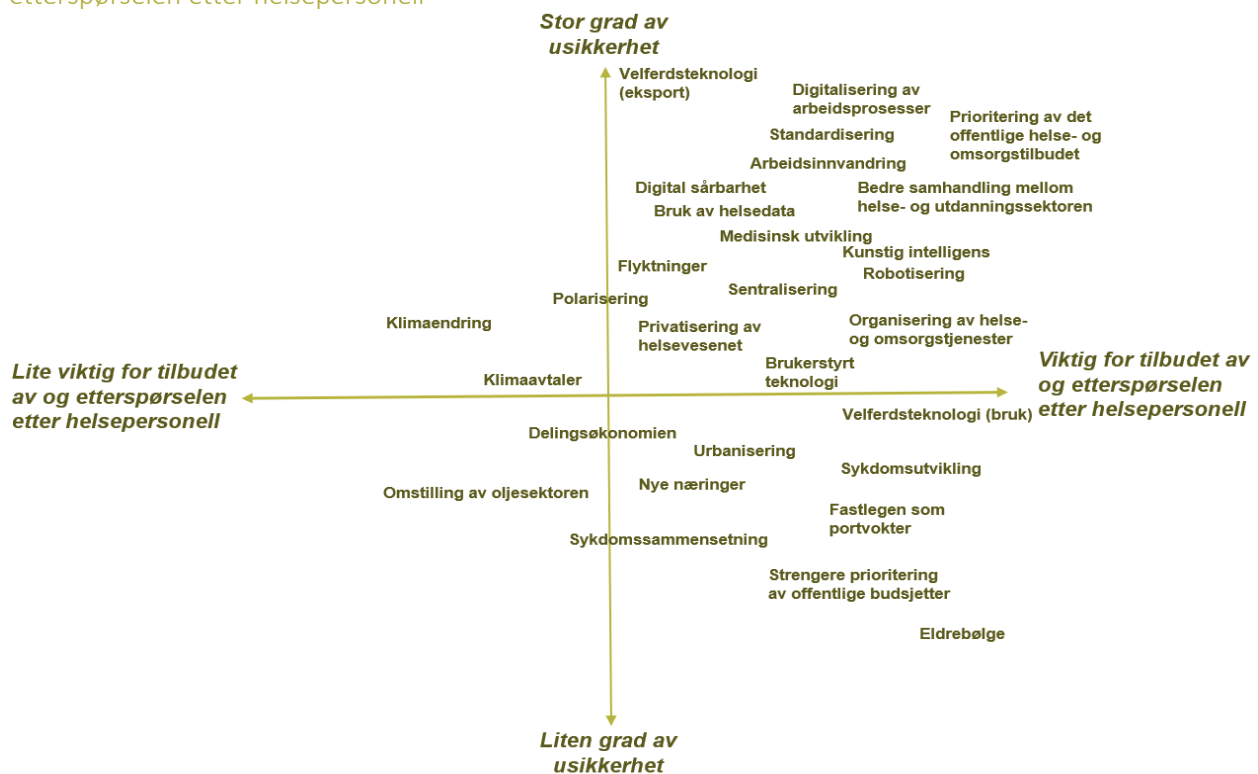 etterspørselen etter helsepersonell
Stor grad av
usikkerhet
Velferdsteknologi
(eksport)
Digitalisering av
arbeidsprosesser
Prioritering av det
offentlige helse- og
omsorgstilbudet
Standardisering
Arbeidsinnvandring
Digital sårbarhet
Bedre samhandling mellom
helse- og utdanningssektoren
Bruk av helsedata
Medisinsk utvikling
Kunstig intelligens
Flyktninger
Robotisering
Sentralisering
Polarisering
Klimaendring
Privatisering av
helsevesenet
Organisering av helse-
og omsorgstjenester
Lite viktig for tilbudet
av og etterspørselen
etter helsepersonell
Klimaavtaler
Brukerstyrt
teknologi
Viktig for tilbudet av
og etterspørselen
etter helsepersonell
Velferdsteknologi (bruk)
Delingsøkonomien
Urbanisering
Sykdomsutvikling
Nye næringer
Omstilling av oljesektoren
Fastlegen som
portvokter
Sykdomssammensetning
Strengere prioritering
av offentlige budsjetter
Eldrebølge
Liten grad av
usikkerhet